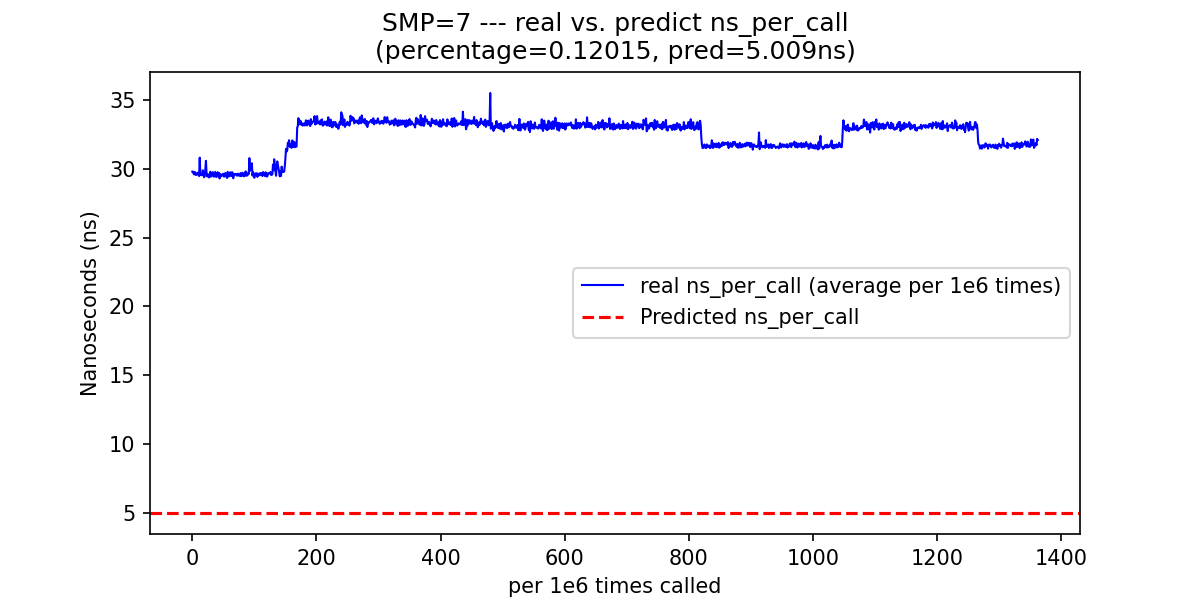 SMP=7 --- real vs. predict ns_per_call
(percentage=0.12015, pred=5.009ns)
Nanoseconds (ns)
35
30
25
20
15
10
5
real ns_per_call (average per 1e6 times)
Predicted ns_per_call
0 200 400 600 800 1000 1200 1400
per 1e6 times called